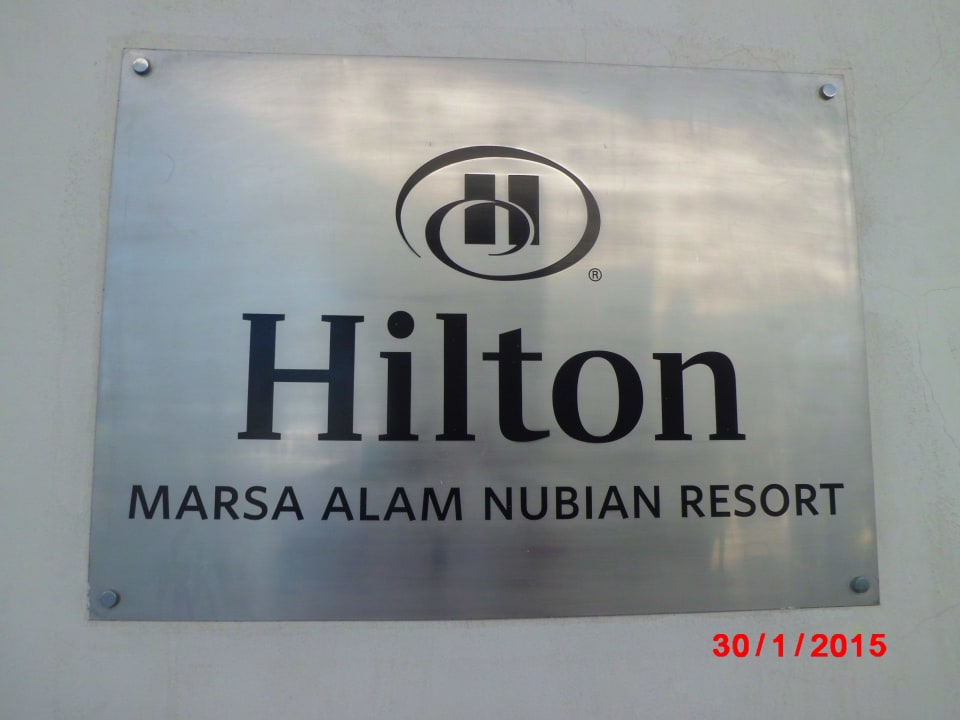 H
®
Hilton
MARSA ALAM NUBIAN RESORT
30/1/2015